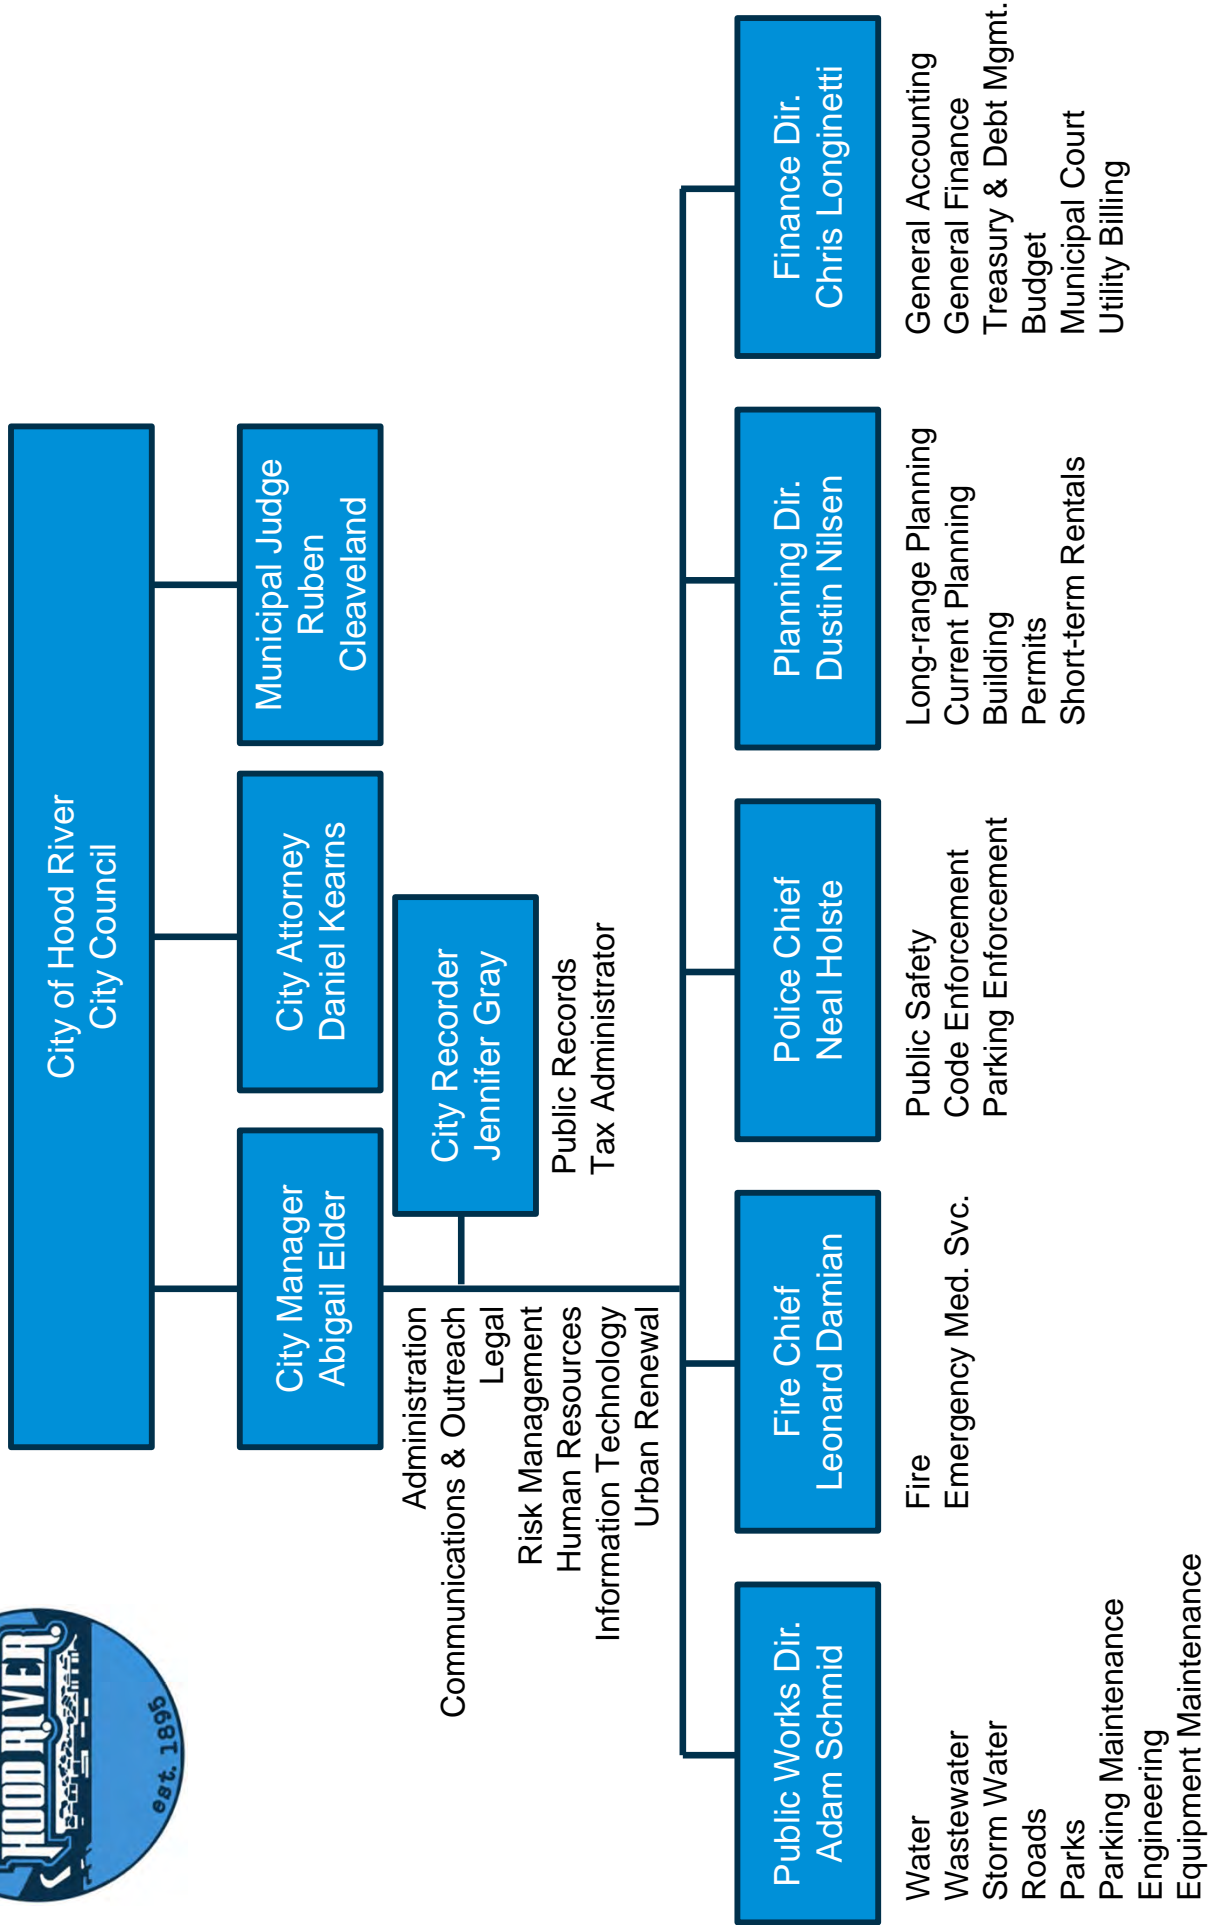 HOOD RIVER
est. 1895
City of Hood River
City Council
City Manager
Abigail Elder
City Attorney
Daniel Kearns
Municipal Judge
Ruben
Cleaveland
City Recorder
Jennifer Gray
Public Records
Tax Administrator
Administration
Communications & Outreach
Legal
Risk Management
Human Resources
Information Technology
Urban Renewal
Public Works Dir.
Adam Schmid
Water
Wastewater
Storm Water
Roads
Parks
Parking Maintenance
Engineering
Equipment Maintenance
Fire Chief
Leonard Damian
Fire
Emergency Med. Svc.
Police Chief
Neal Holste
Public Safety
Code Enforcement
Parking Enforcement
Planning Dir.
Dustin Nilsen
Long-range Planning
Current Planning
Building
Permits
Short-term Rentals
Finance Dir.
Chris Longinetti
General Accounting
General Finance
Treasury & Debt Mgmt.
Budget
Municipal Court
Utility Billing